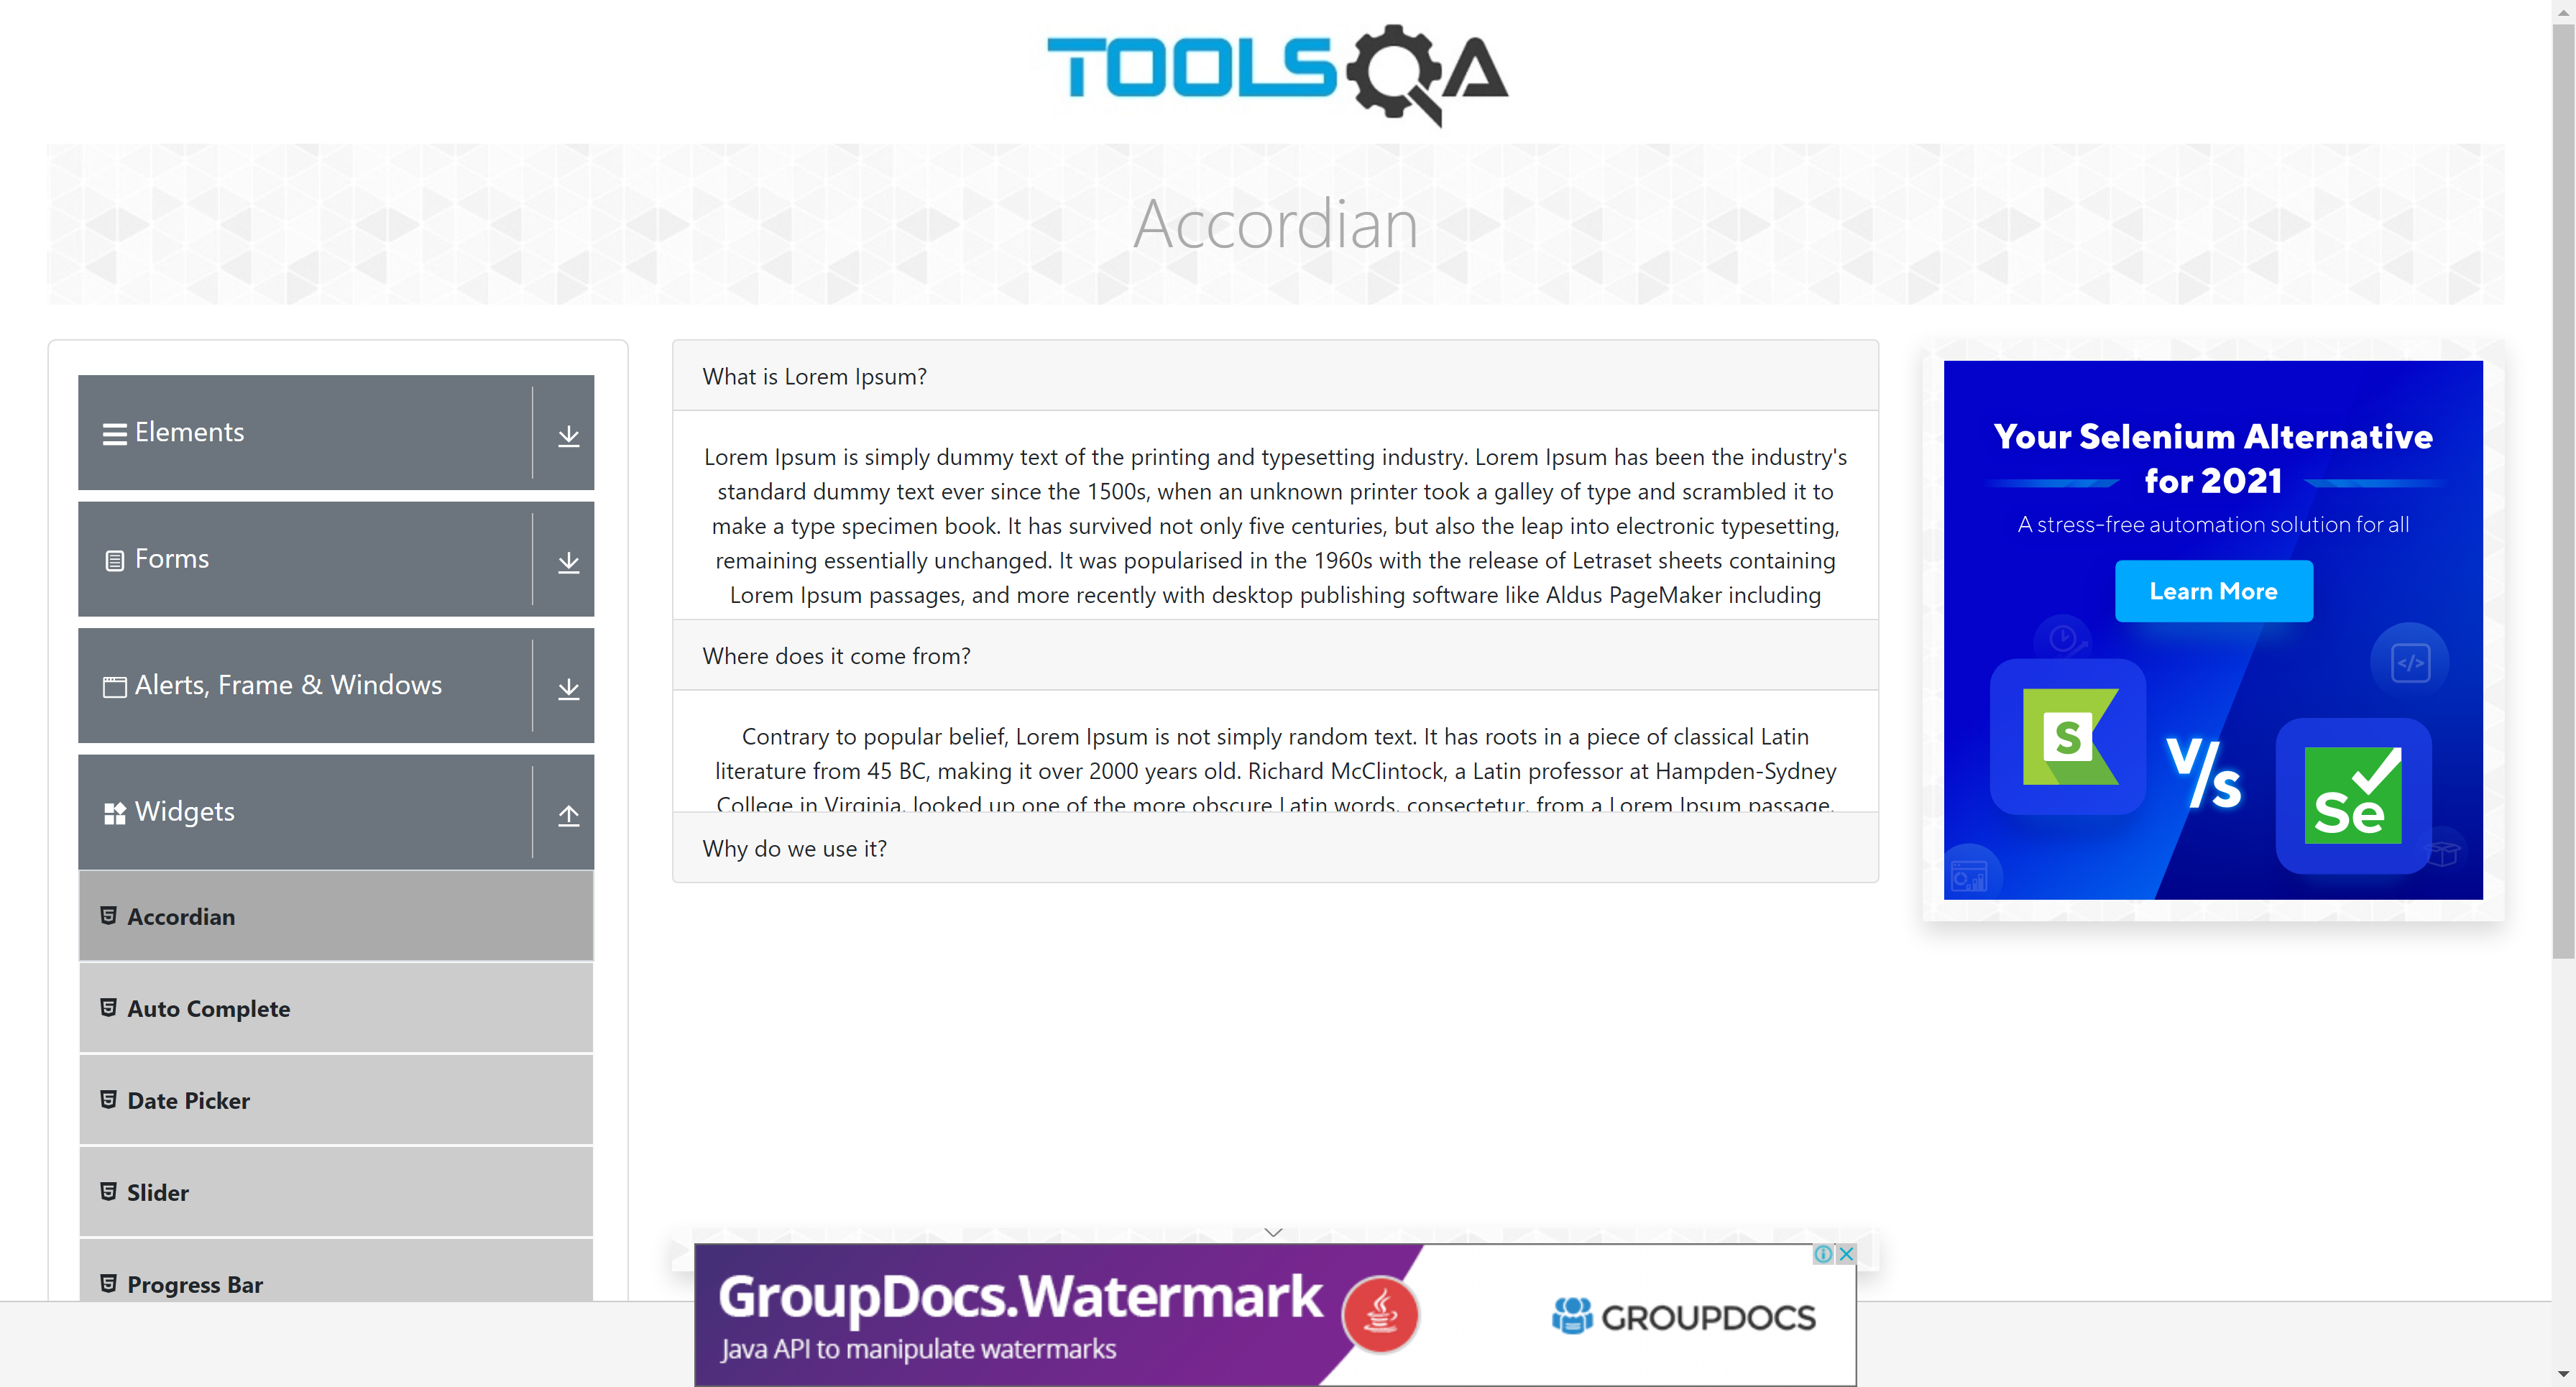 TOOLSQA
Accordian
Elements
Forms
Alerts, Frame & Windows
Widgets
Accordian
Auto Complete
Date Picker
Slider
Progress Bar
What is Lorem Ipsum?
Lorem Ipsum is simply dummy text of the printing and typesetting industry. Lorem Ipsum has been the industry's
standard dummy text ever since the 1500s, when an unknown printer took a galley of type and scrambled it to
make a type specimen book. It has survived not only five centuries, but also the leap into electronic typesetting,
remaining essentially unchanged. It was popularised in the 1960s with the release of Letraset sheets containing
Lorem Ipsum passages, and more recently with desktop publishing software like Aldus PageMaker including
Where does it come from?
Contrary to popular belief, Lorem Ipsum is not simply random text. It has roots in a piece of classical Latin
literature from 45 BC, making it over 2000 years old. Richard McClintock, a Latin professor at Hampden-Sydney
College in Virginia, looked up one of the more obscure Latin words, consectetur, from a Lorem Ipsum passage,
Why do we use it?
Your Selenium Alternative
for 2021
A stress-free automation solution for all
Learn More
</>
S
V/s
Se
GroupDocs.Watermark
Java API to manipulate watermarks
GROUPDOCS